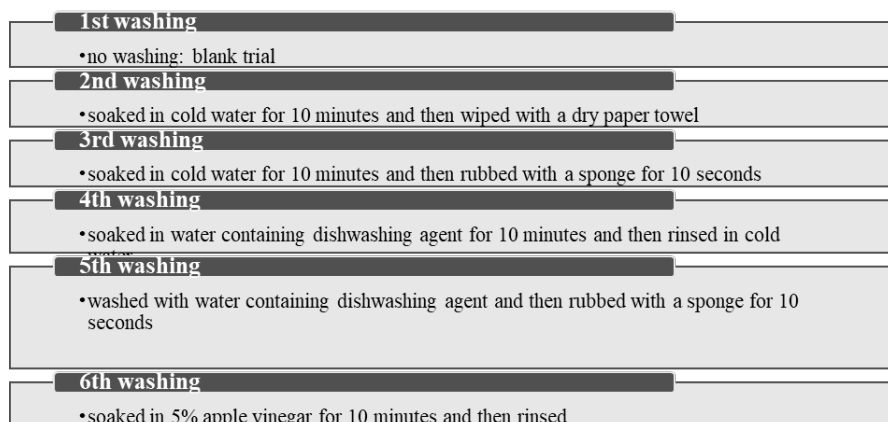 1st washing
•no washing: blank trial
2nd washing
•soaked in cold water for 10 minutes and then wiped with a dry paper towel
3rd washing
•soaked in cold water for 10 minutes and then rubbed with a sponge for 10 seconds
4th washing
•soaked in water containing dishwashing agent for 10 minutes and then rinsed in cold
water
5th washing
•washed with water containing dishwashing agent and then rubbed with a sponge for 10
seconds
6th washing
•soaked in 5% apple vinegar for 10 minutes and then rinsed